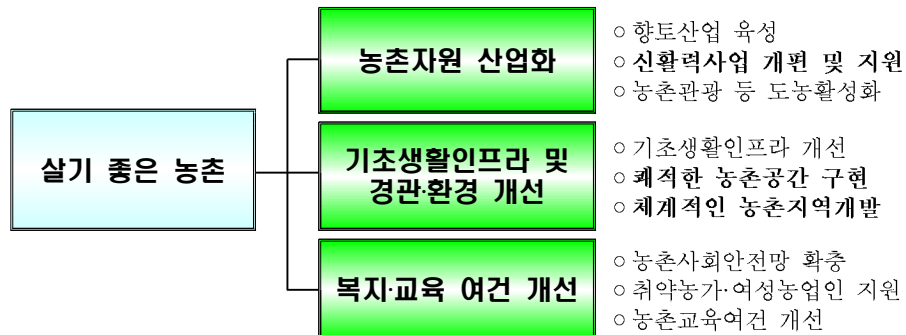 살기 좋은 농촌
농촌자원 산업화
○ 향토산업 육성
○ 신활력사업 개편 및 지원
○ 농촌관광 등 도농활성화
기초생활인프라 및
경관·환경 개선
○ 기초생활인프라 개선
○ 쾌적한 농촌공간 구현
○ 체계적인 농촌지역개발
복지·교육 여건 개선
○ 농촌사회안전망 확충
○ 취약농가·여성농업인 지원
○ 농촌교육여건 개선